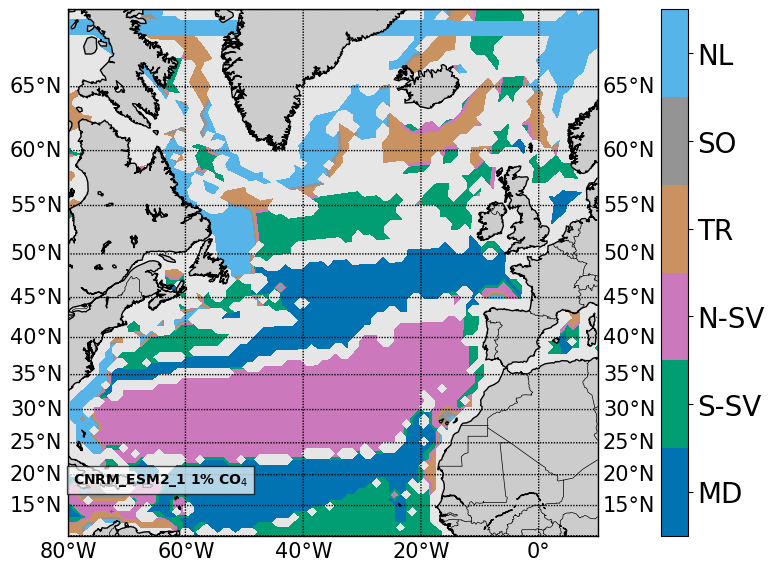 NL
65°N 65°N
SO
60°N 60°N
TR
55°N 55°N
50°N 50°N
N-SV
45°N 45°N
40°N 40°N
35°N 35°N
S-SV
30°N 30°N
25°N 25°N
MD
20°N 20°N
CNRM_ESM2_1 1% CO₄
15°N 15°N
80°W 60°W 40°W 20°W 0°